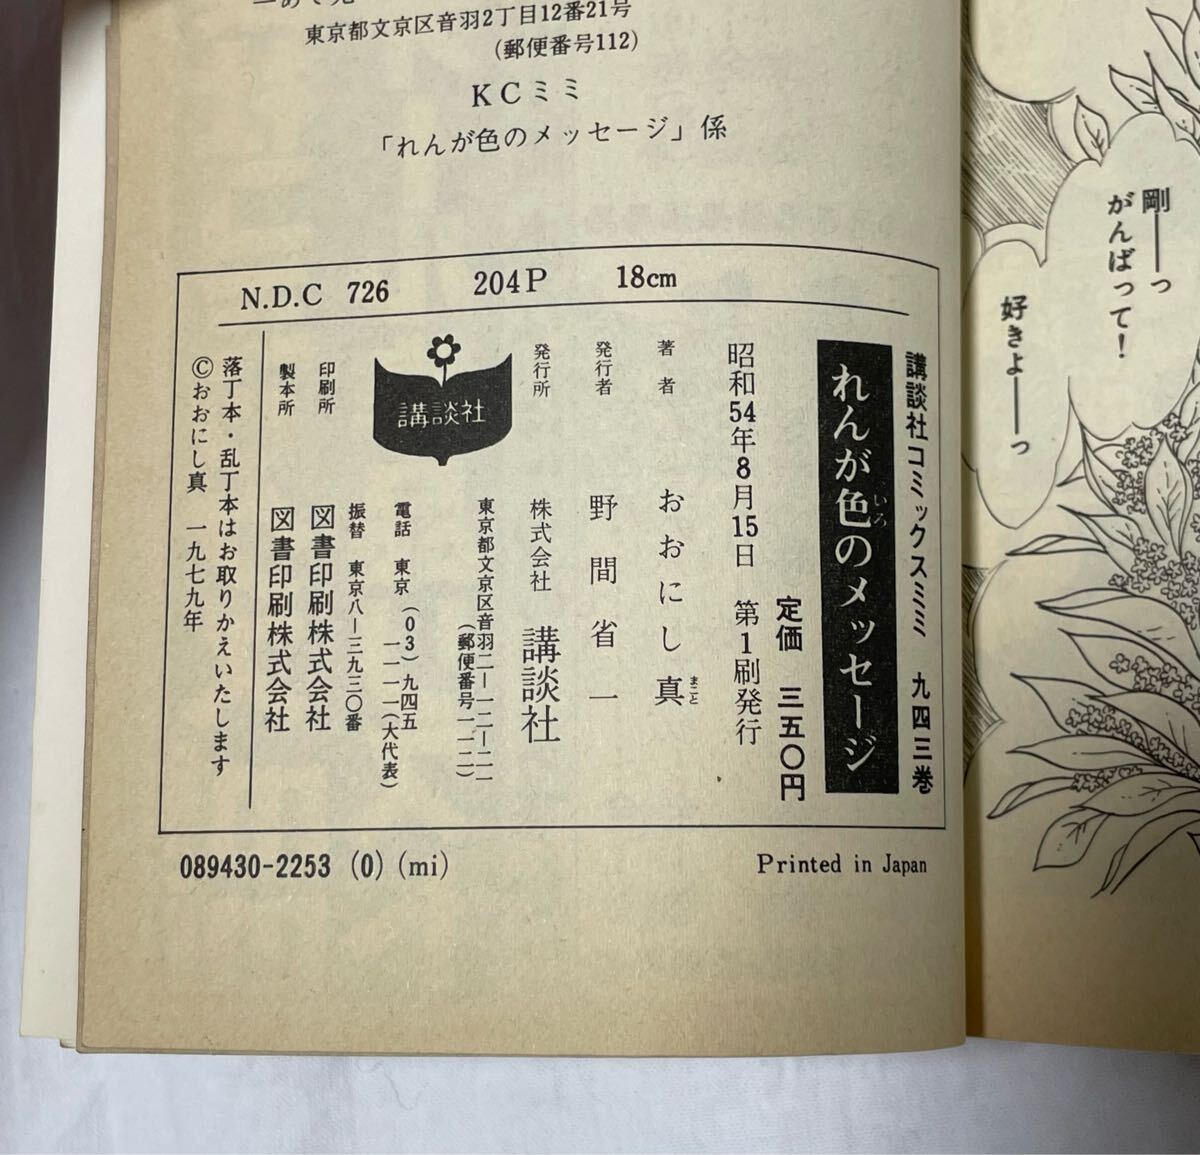 東京都文京区音羽2丁目12番21号
(郵便番号112)
KCミミ
「れんが色のメッセージ」係
N.D.C 726 204P 18cm
講談社コミックスミミ 九四三巻
れんが色のメッセージ
いろ
定価 三五〇円
昭和54年8月15日 第1刷発行
著者 おおにし真
まこと
発行者 野間省一
発行所 株式会社 講談社
東京都文京区音羽二―一二―二一
(郵便番号一一二)
電話 東京(03)九四五
一一一一(大代表)
振替 東京八―三九三〇番
講談社
印刷所 図書印刷株式会社
製本所 図書印刷株式会社
落丁本・乱丁本はお取りかえいたします
©おおにし真 一九七九年
089430-2253 (0) (mi)
Printed in Japan
剛――っ
がんばって!
好きよ――っ